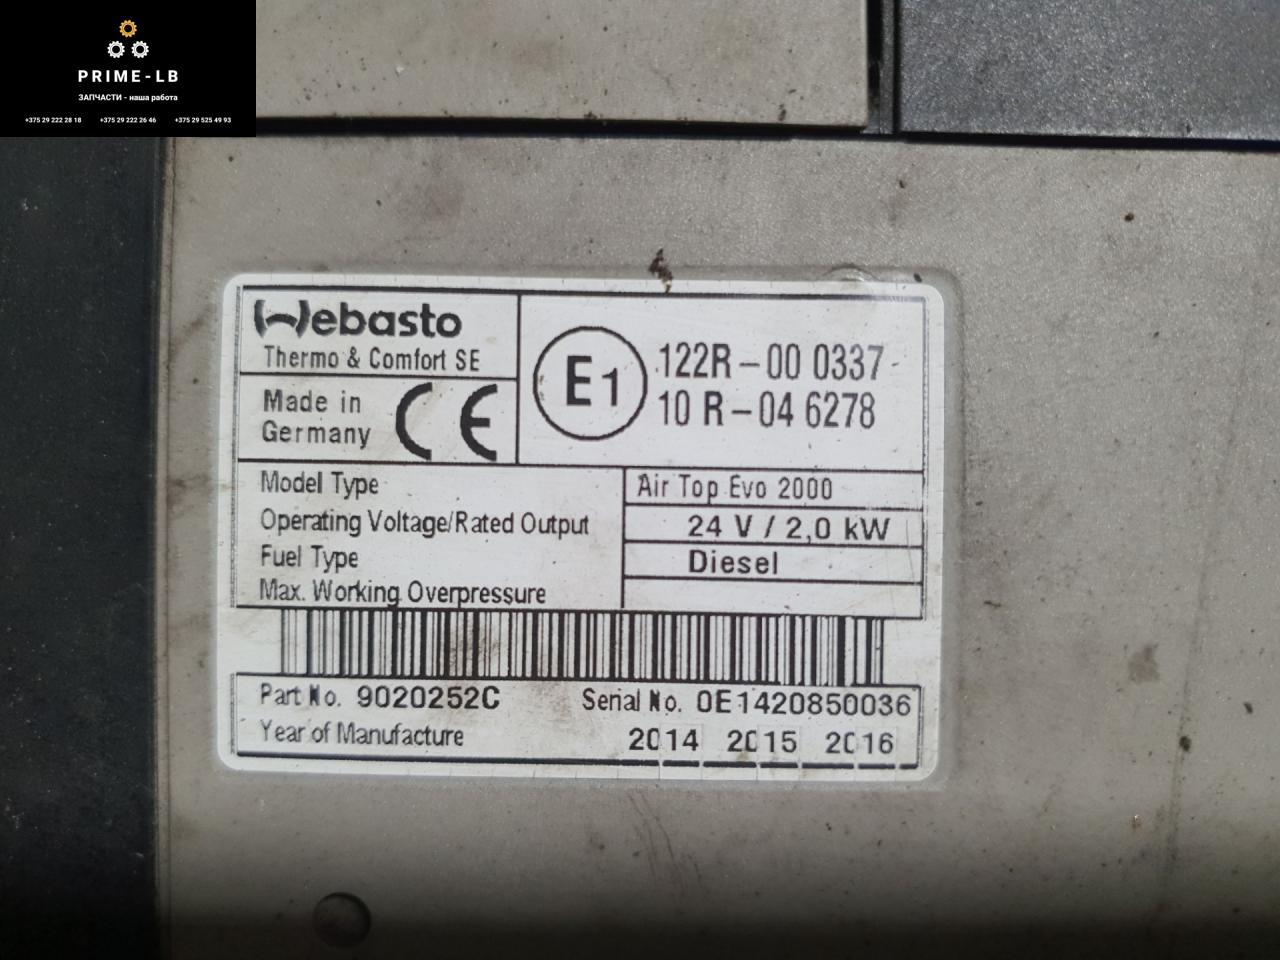 PRIME-LB
ЗАПЧАСТИ - наша работа
+375 29 222 28 18 +375 29 222 26 46 +375 29 525 49 93
Webasto
Thermo & Comfort SE
Made in
Germany
CE
E1
122R-00 0337
10 R-04 6278
Model Type Air Top Evo 2000
Operating Voltage/Rated Output 24 V / 2,0 kW
Fuel Type Diesel
Max. Working Overpressure
Part No. 9020252C Serial No. 0E1420850036
Year of Manufacture 2014 2015 2016